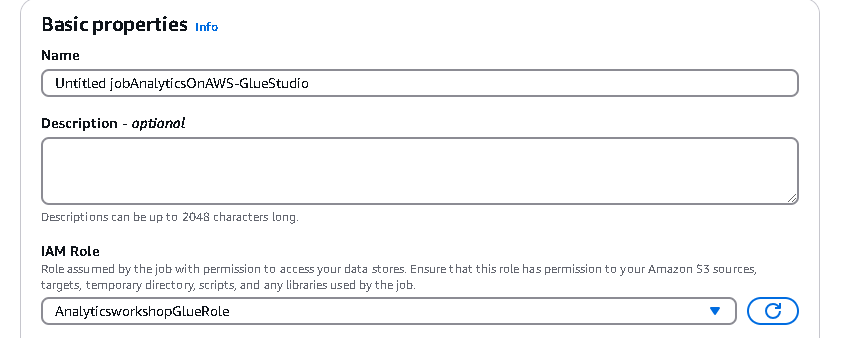 Basic properties Info
Name
Untitled jobAnalyticsOnAWS-GlueStudio
Description - optional
Descriptions can be up to 2048 characters long.
IAM Role
Role assumed by the job with permission to access your data stores. Ensure that this role has permission to your Amazon S3 sources,
targets, temporary directory, scripts, and any libraries used by the job.
AnalyticsworkshopGlueRole